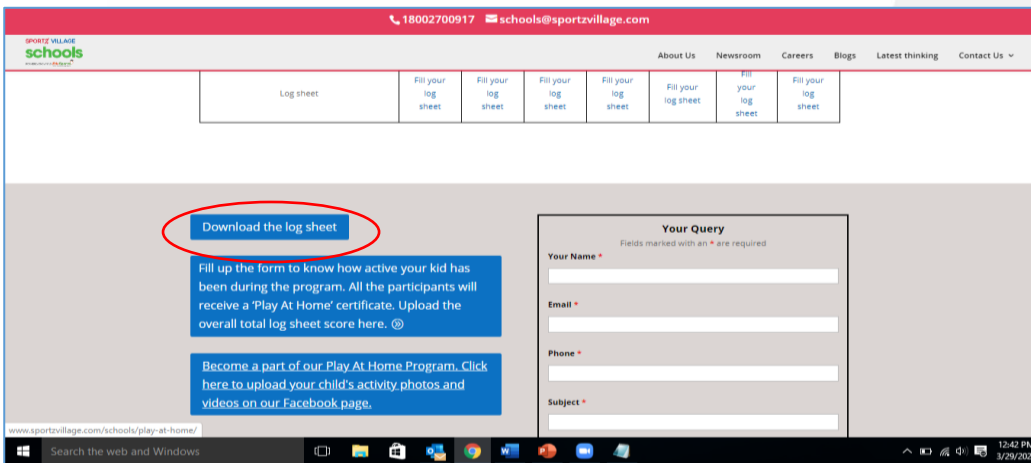 18002700917 schools@sportzvillage.com
SPORTZ VILLAGE
schools
About Us Newsroom Careers Blogs Latest thinking Contact Us
Log sheet
Fill your
log
sheet
Fill your
log
sheet
Fill your
log
sheet
Fill your
log
sheet
Fill your
log sheet
Fill
your
log
sheet
Fill your
log
sheet
Download the log sheet
Fill up the form to know how active your kid has
been during the program. All the participants will
receive a ‘Play At Home’ certificate. Upload the
overall total log sheet score here.
Become a part of our Play At Home Program. Click
here to upload your child's activity photos and
videos on our Facebook page.
Your Query
Fields marked with an * are required
Your Name *
Email *
Phone *
Subject *
www.sportzvillage.com/schools/play-at-home/
Search the web and Windows
12:42 PM
3/29/202